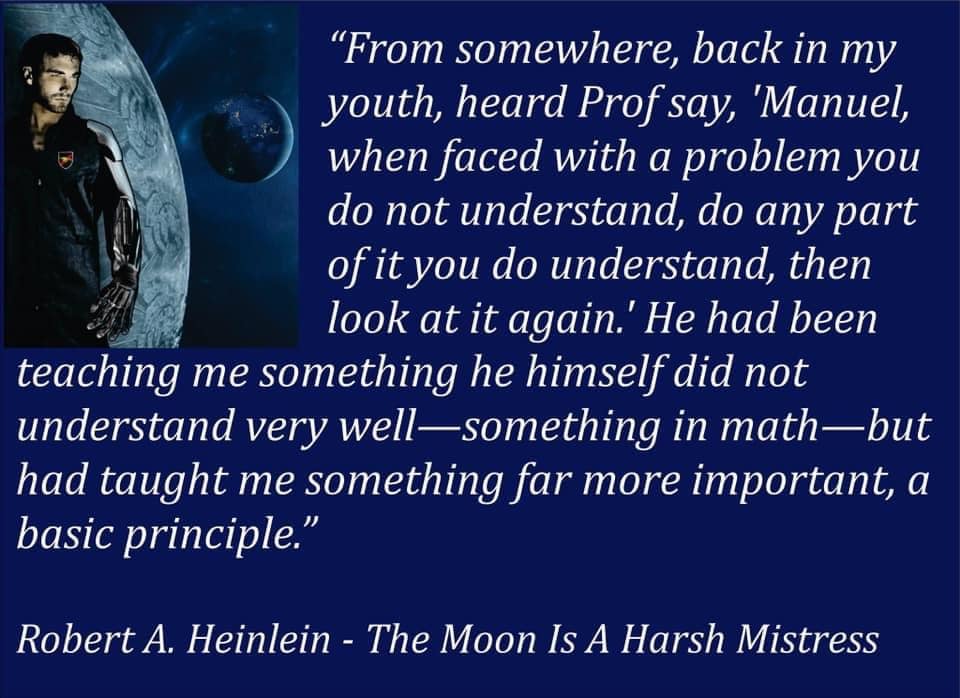 “From somewhere, back in my
youth, heard Prof say, 'Manuel,
when faced with a problem you
do not understand, do any part
of it you do understand, then
look at it again.' He had been
teaching me something he himself did not
understand very well—something in math—but
had taught me something far more important, a
basic principle.”
Robert A. Heinlein - The Moon Is A Harsh Mistress